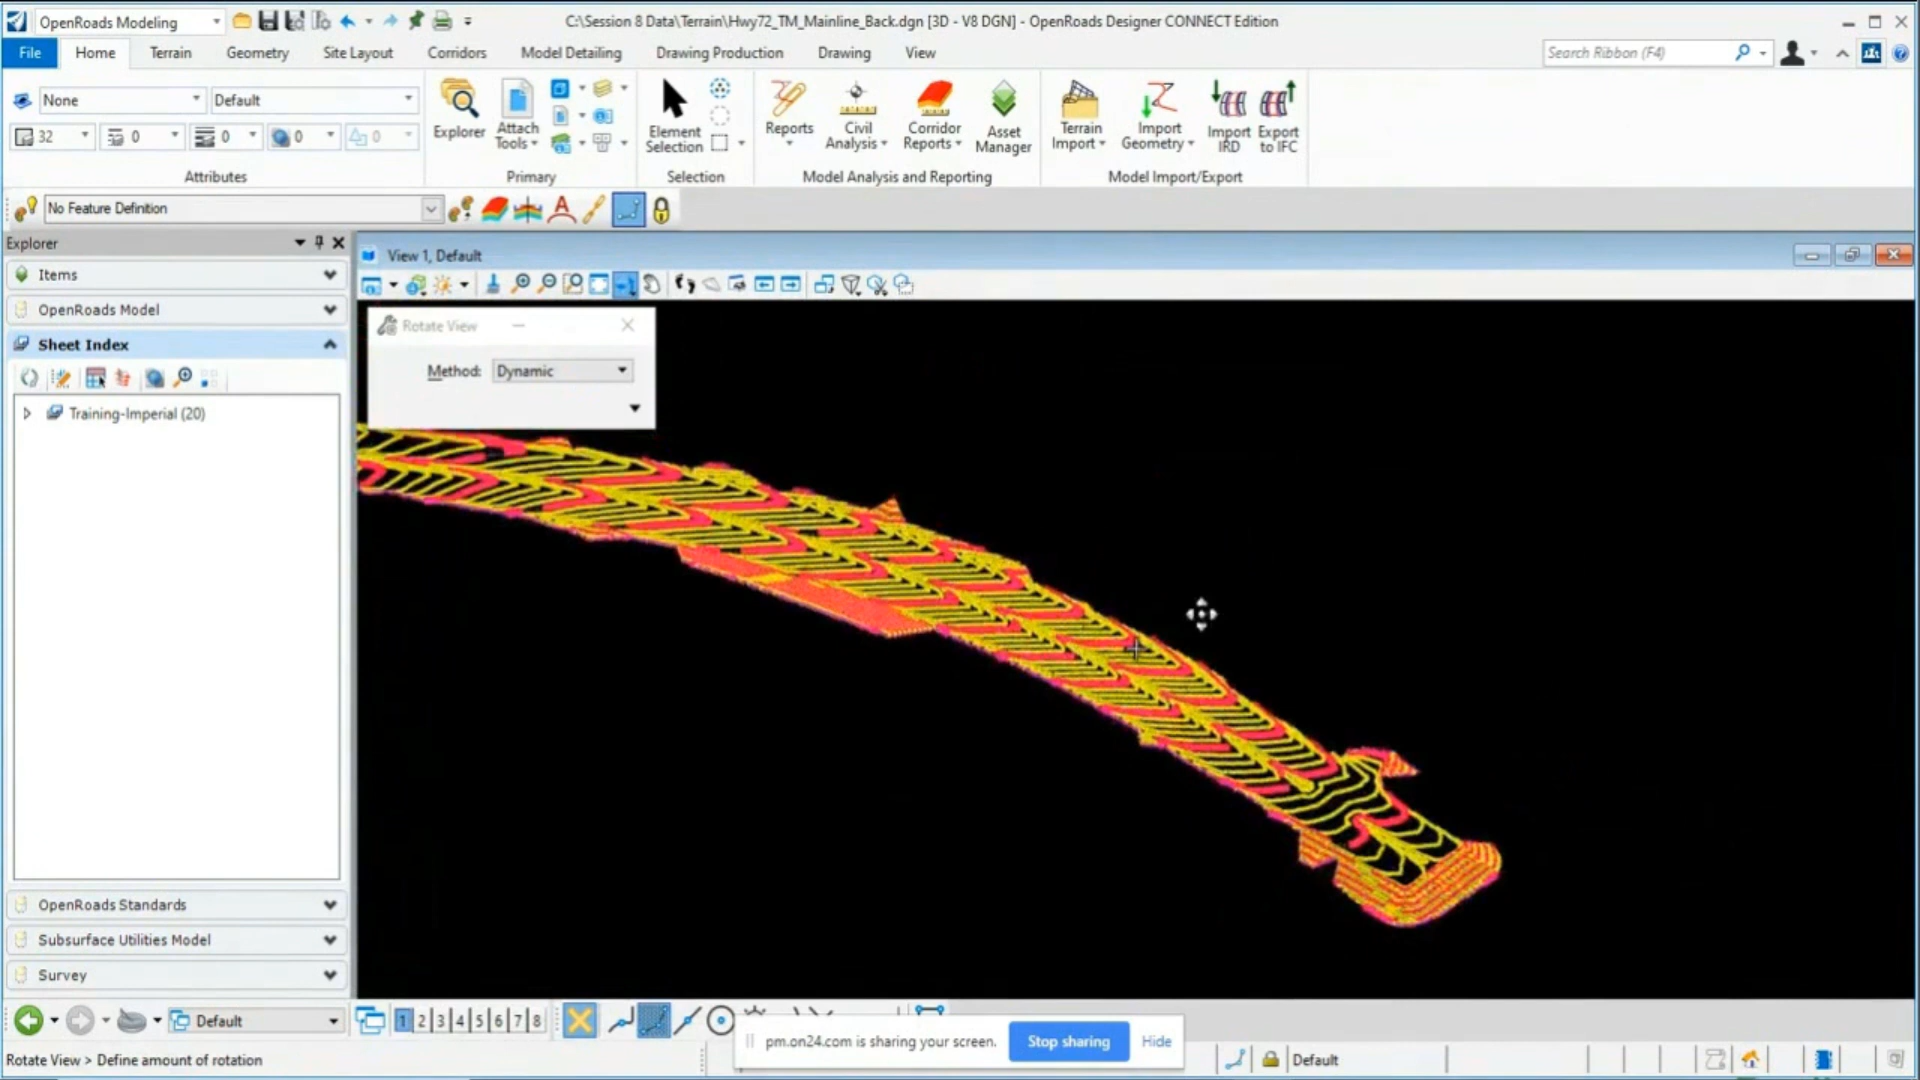 OpenRoads Modeling
C:\Session 8 Data\Terrain\Hwy72_TM_Mainline_Back.dgn [3D - V8 DGN] - OpenRoads Designer CONNECT Edition
File Home Terrain Geometry Site Layout Corridors Model Detailing Drawing Production Drawing View
Search Ribbon (F4)
None Default
32 0 0 0 0
Attributes
Explorer
Attach
Tools
Primary
Element
Selection
Selection
Reports
Civil
Analysis
Corridor
Reports
Asset
Manager
Model Analysis and Reporting
Terrain
Import
Import
Geometry
Import
IRD
Export
to IFC
Model Import/Export
No Feature Definition
Explorer
Items
OpenRoads Model
Sheet Index
Training-Imperial (20)
OpenRoads Standards
Subsurface Utilities Model
Survey
View 1, Default
Rotate View
Method: Dynamic
Default
1 2 3 4 5 6 7 8
pm.on24.com is sharing your screen.
Stop sharing
Hide
Rotate View > Define amount of rotation
Default